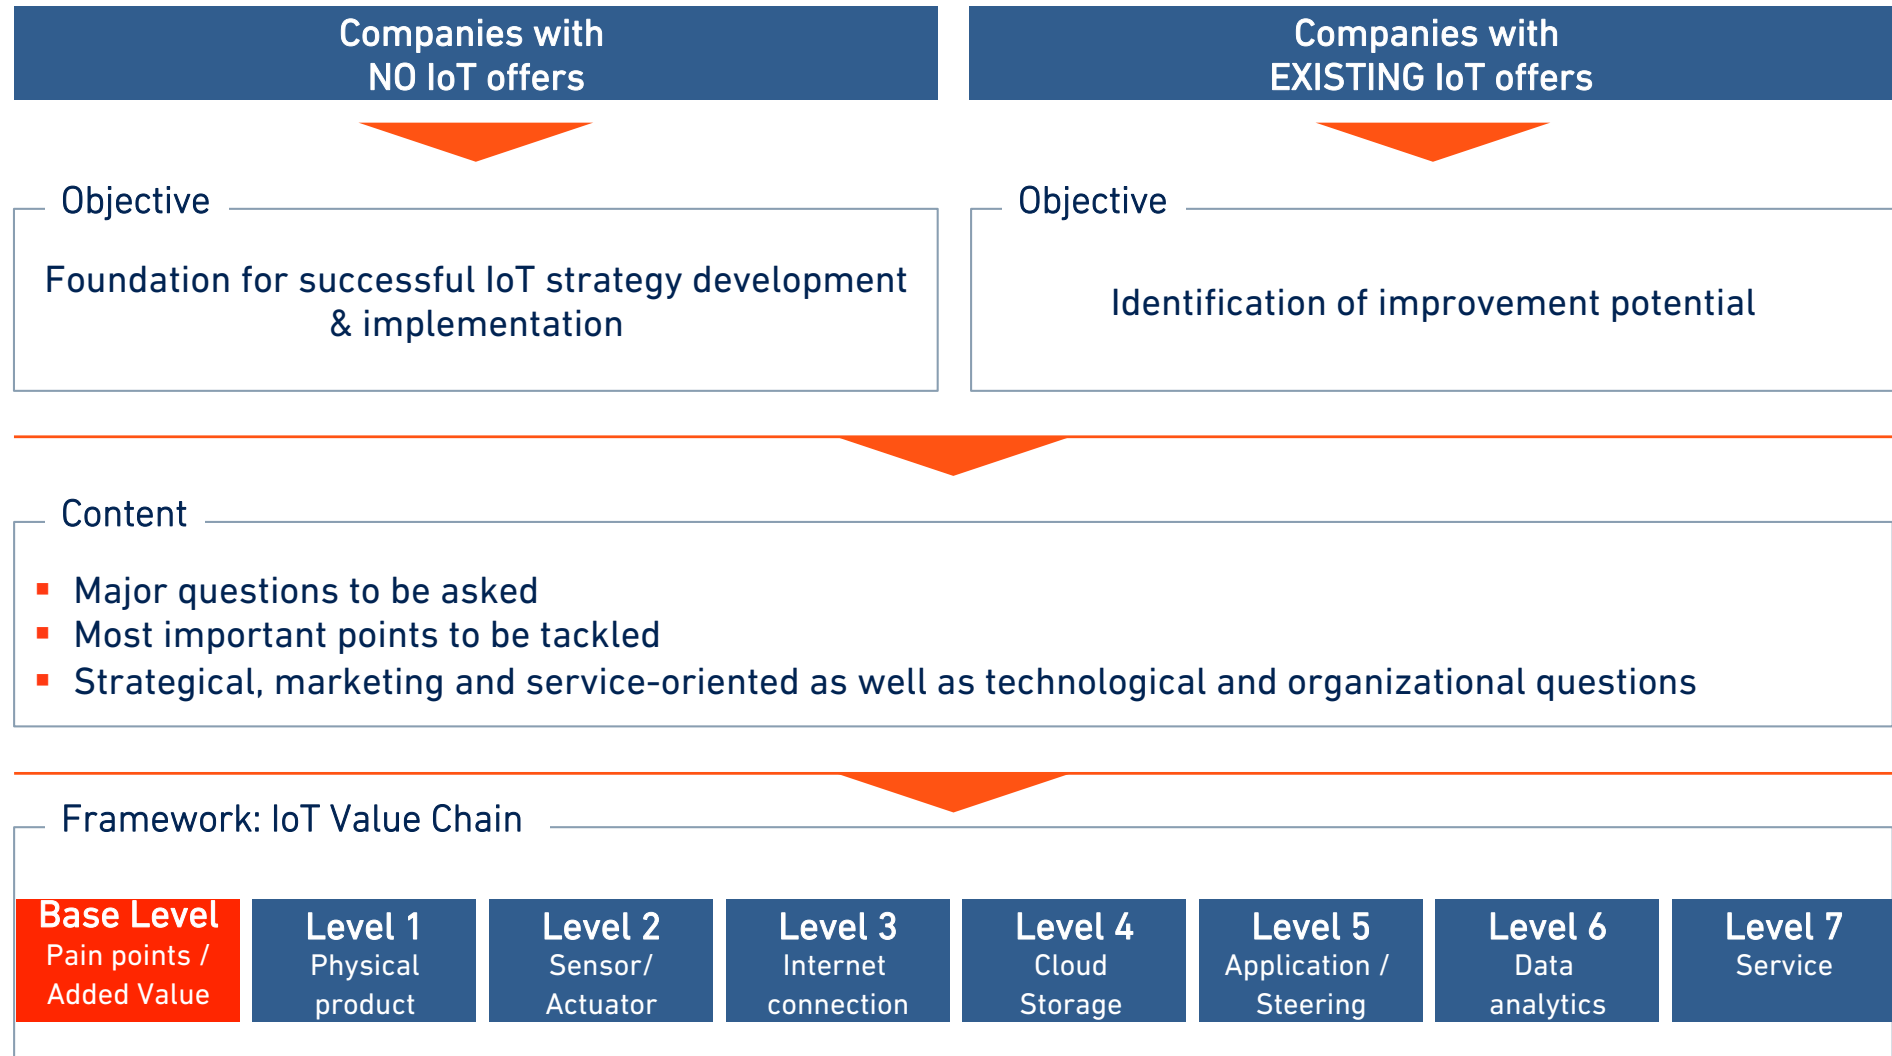 Companies with
NO IoT offers
Companies with
EXISTING IoT offers
Objective
Foundation for successful IoT strategy development
& implementation
Objective
Identification of improvement potential
Content
▪ Major questions to be asked
▪ Most important points to be tackled
▪ Strategical, marketing and service-oriented as well as technological and organizational questions
Framework: IoT Value Chain
Base Level
Pain points /
Added Value
Level 1
Physical
product
Level 2
Sensor/
Actuator
Level 3
Internet
connection
Level 4
Cloud
Storage
Level 5
Application /
Steering
Level 6
Data
analytics
Level 7
Service